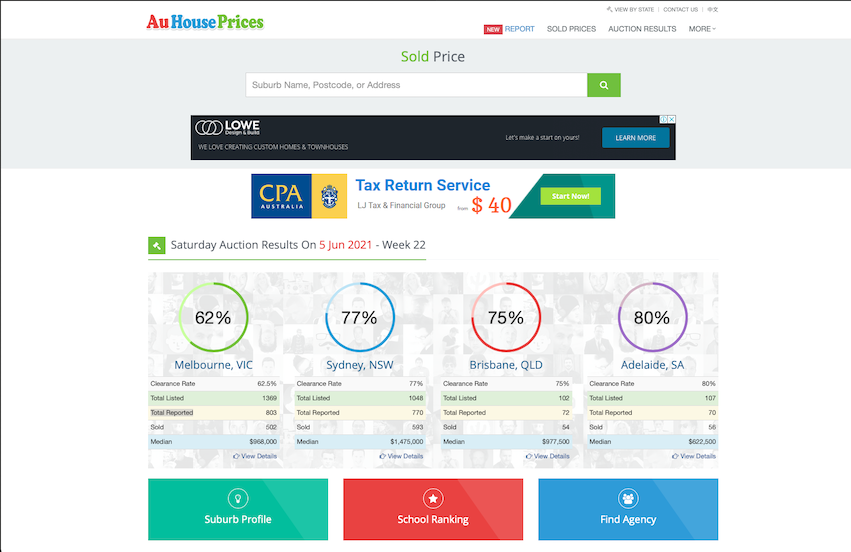 VIEW BY STATE | CONTACT US | 中文
AuHousePrices
NEW REPORT SOLD PRICES AUCTION RESULTS MORE
Sold Price
Suburb Name, Postcode, or Address
LOWE
Design & Build
WE LOVE CREATING CUSTOM HOMES & TOWNHOUSES
Let's make a start on yours!
LEARN MORE
CPA
AUSTRALIA
Tax Return Service
LJ Tax & Financial Group from $ 40
Start Now!
Saturday Auction Results On 5 Jun 2021 - Week 22
62% 77% 75% 80%
Melbourne, VIC Sydney, NSW Brisbane, QLD Adelaide, SA
Clearance Rate 62.5% Clearance Rate 77% Clearance Rate 75% Clearance Rate 80%
Total Listed 1369 Total Listed 1048 Total Listed 102 Total Listed 107
Total Reported 803 Total Reported 770 Total Reported 72 Total Reported 70
Sold 502 Sold 593 Sold 54 Sold 56
Median $968,000 Median $1,475,000 Median $977,500 Median $622,500
View Details View Details View Details View Details
Suburb Profile School Ranking Find Agency